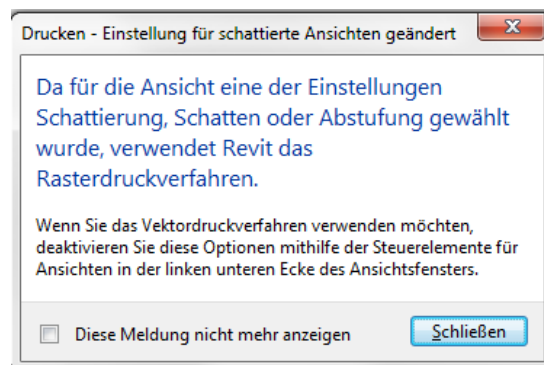 Drucken - Einstellung für schattierte Ansichten geändert
Da für die Ansicht eine der Einstellungen
Schattierung, Schatten oder Abstufung gewählt
wurde, verwendet Revit das
Rasterdruckverfahren.
Wenn Sie das Vektordruckverfahren verwenden möchten,
deaktivieren Sie diese Optionen mithilfe der Steuerelemente für
Ansichten in der linken unteren Ecke des Ansichtsfensters.
Diese Meldung nicht mehr anzeigen
Schließen